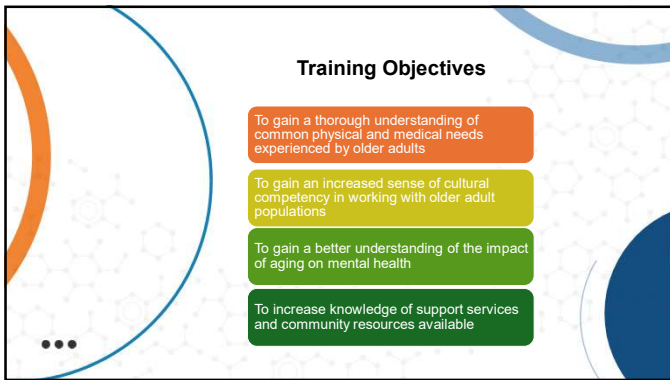 Training Objectives
To gain a thorough understanding of
common physical and medical needs
experienced by older adults
To gain an increased sense of cultural
competency in working with older adult
populations
To gain a better understanding of the impact
of aging on mental health
To increase knowledge of support services
and community resources available